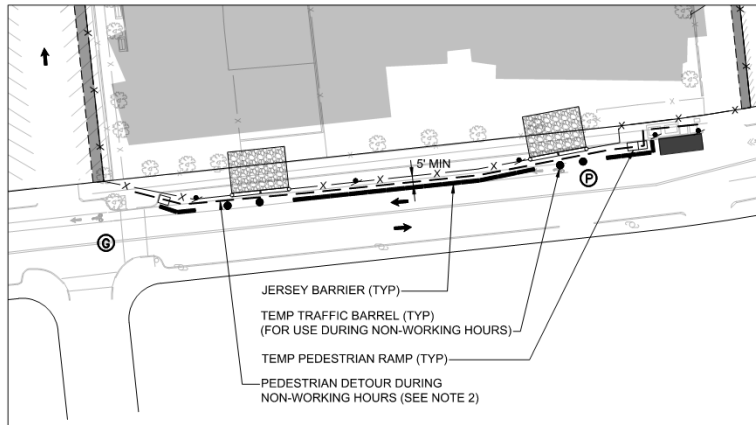 5' MIN
P
G
JERSEY BARRIER (TYP)
TEMP TRAFFIC BARREL (TYP)
(FOR USE DURING NON-WORKING HOURS)
TEMP PEDESTRIAN RAMP (TYP)
PEDESTRIAN DETOUR DURING
NON-WORKING HOURS (SEE NOTE 2)